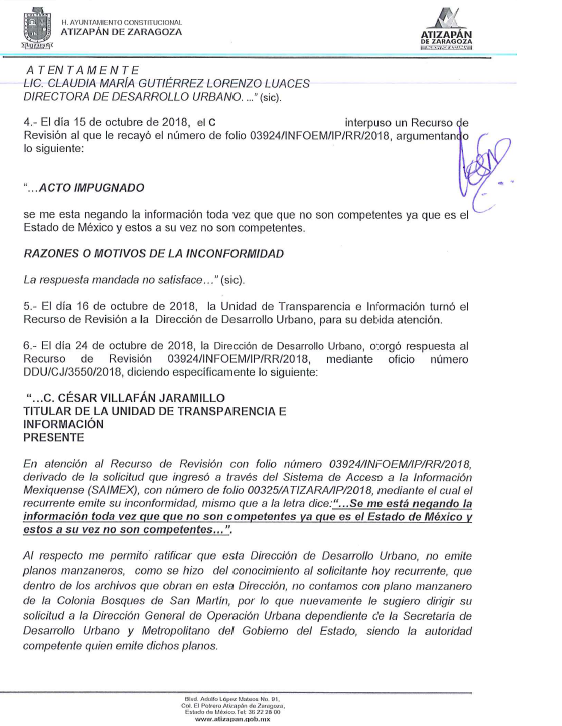 H. AYUNTAMIENTO CONSTITUCIONAL
ATIZAPÁN DE ZARAGOZA
ATIZAPÁN
DE ZARAGOZA
A T E N T A M E N T E
LIC. CLAUDIA MARÍA GUTIÉRREZ LORENZO LUACES
DIRECTORA DE DESARROLLO URBANO. ...” (sic).
4.- El día 15 de octubre de 2018, el C interpuso un Recurso de
Revisión al que le recayó el número de folio 03924/INFOEM/IP/RR/2018, argumentando
lo siguiente:
“...ACTO IMPUGNADO
se me esta negando la información toda vez que que no son competentes ya que es el
Estado de México y estos a su vez no son competentes.
RAZONES O MOTIVOS DE LA INCONFORMIDAD
La respuesta mandada no satisface...” (sic).
5.- El día 16 de octubre de 2018, la Unidad de Transparencia e Información turnó el
Recurso de Revisión a la Dirección de Desarrollo Urbano, para su debida atención.
6.- El día 24 de octubre de 2018, la Dirección de Desarrollo Urbano, otorgó respuesta al
Recurso de Revisión 03924/INFOEM/IP/RR/2018, mediante oficio número
DDU/CJ/3550/2018, diciendo específicamente lo siguiente:
“...C. CÉSAR VILLAFÁN JARAMILLO
TITULAR DE LA UNIDAD DE TRANSPARENCIA E
INFORMACIÓN
PRESENTE
En atención al Recurso de Revisión con folio número 03924/INFOEM/IP/RR/2018,
derivado de la solicitud que ingresó a través del Sistema de Acceso a la Información
Mexiquense (SAIMEX), con número de folio 00325/ATIZARA/IP/2018, mediante el cual el
recurrente emite su inconformidad, mismo que a la letra dice:“...Se me está negando la
información toda vez que que no son competentes ya que es el Estado de México y
estos a su vez no son competentes...”.
Al respecto me permito ratificar que esta Dirección de Desarrollo Urbano, no emite
planos manzaneros, como se hizo del conocimiento al solicitante hoy recurrente, que
dentro de los archivos que obran en esta Dirección, no contamos con plano manzanero
de la Colonia Bosques de San Martín, por lo que nuevamente le sugiero dirigir su
solicitud a la Dirección General de Operación Urbana dependiente de la Secretaría de
Desarrollo Urbano y Metropolitano del Gobierno del Estado, siendo la autoridad
competente quien emite dichos planos.
Blvd. Adolfo López Mateos No. 91,
Col. El Potrero Atizapán de Zaragoza,
Estado de México. Tel: 36 22 28 00
www.atizapan.gob.mx